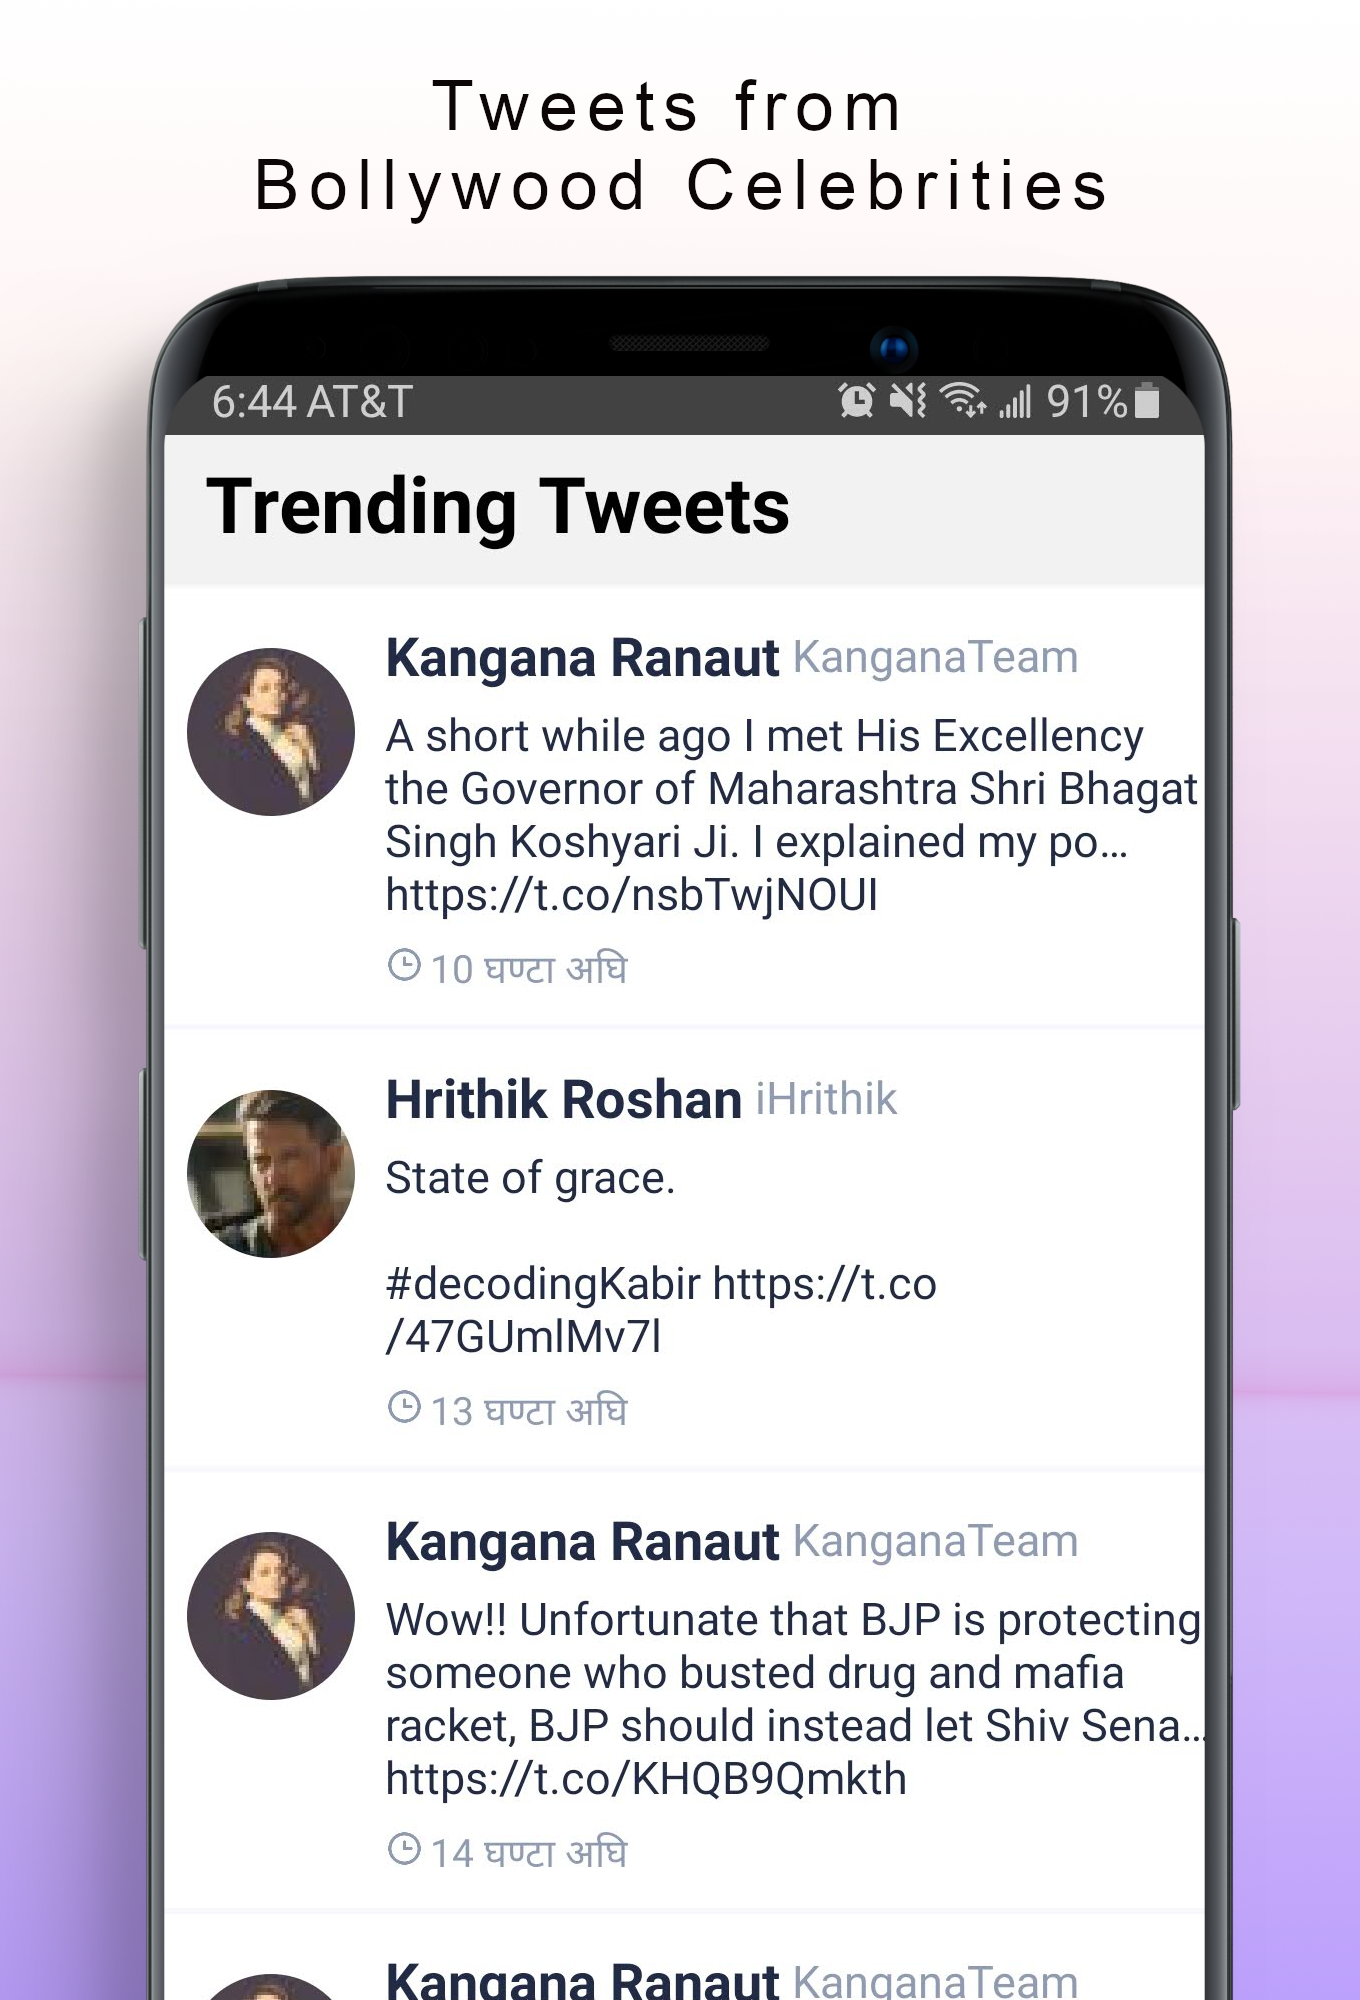 Tweets from
Bollywood Celebrities
6:44 AT&T 91%
Trending Tweets
Kangana Ranaut KanganaTeam
A short while ago I met His Excellency
the Governor of Maharashtra Shri Bhagat
Singh Koshyari Ji. I explained my po…
https://t.co/nsbTwjNOUI
10 घण्टा अघि
Hrithik Roshan iHrithik
State of grace.
#decodingKabir https://t.co
/47GUmlMv7l
13 घण्टा अघि
Kangana Ranaut KanganaTeam
Wow!! Unfortunate that BJP is protecting
someone who busted drug and mafia
racket, BJP should instead let Shiv Sena…
https://t.co/KHQB9Qmkth
14 घण्टा अघि
Kangana Ranaut KanganaTeam